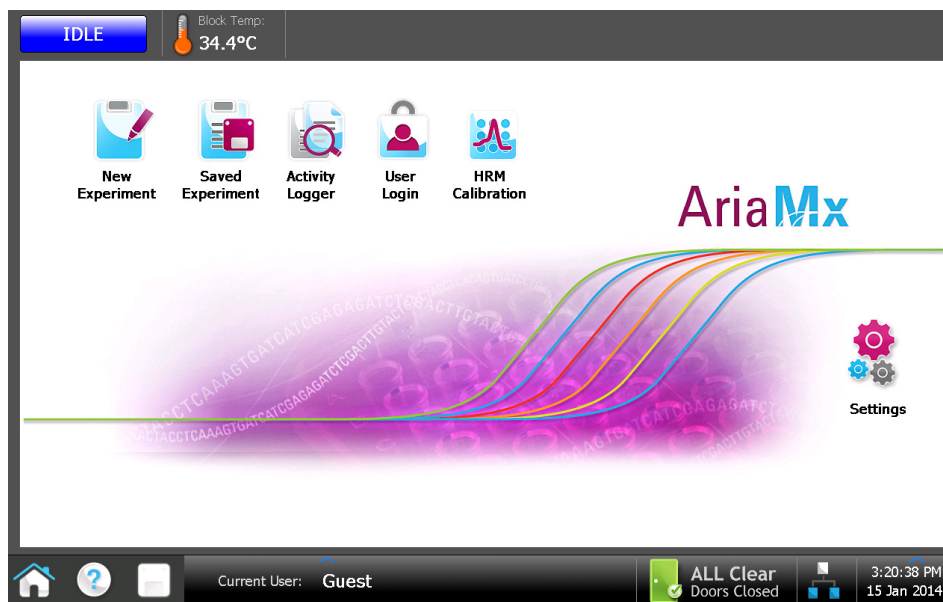 IDLE
Block Temp:
34.4°C
New
Experiment
Saved
Experiment
Activity
Logger
User
Login
HRM
Calibration
AriaMx
Settings
Current User: Guest
ALL Clear
Doors Closed
3:20:38 PM
15 Jan 2014